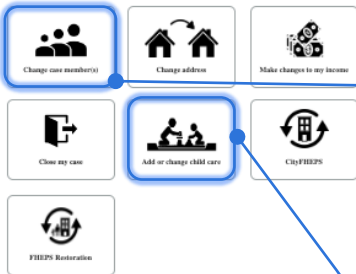 Change case member(s)
Change address
Make changes to my income
Close my case
Add or change child care
CityFHEPS
FHEPS Restoration